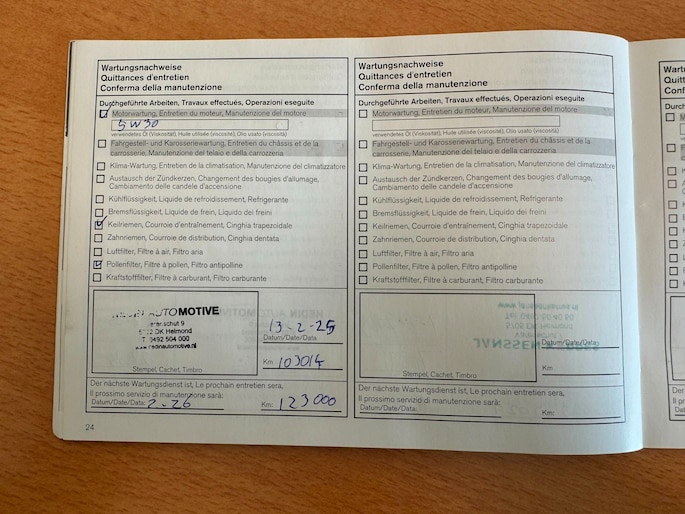 Wartungsnachweise
Quittances d'entretien
Conferma della manutenzione
Durchgeführte Arbeiten, Travaux effectués, Operazioni eseguite
Motorwartung, Entretien du moteur, Manutenzione del motore
5W30
verwendetes Öl (Viskosität), Huile utilisée (viscosité), Olio usato (viscosità)
Fahrgestell- und Karosseriewartung, Entretien du châssis et de la
carrosserie, Manutenzione del telaio e della carrozzeria
Klima-Wartung, Entretien de la climatisation, Manutenzione del climatizzatore
Austausch der Zündkerzen, Changement des bougies d'allumage,
Cambiamento delle candele d'accensione
Kühlflüssigkeit, Liquide de refroidissement, Refrigerante
Bremsflüssigkeit, Liquide de frein, Liquido dei freini
Keilriemen, Courroie d'entraînement, Cinghia trapezoidale
Zahnriemen, Courroie de distribution, Cinghia dentata
Luftfilter, Filtre à air, Filtro aria
Pollenfilter, Filtre à pollen, Filtro antipolline
Kraftstofffilter, Filtre à carburant, Filtro carburante
AUTOMOTIVE
schut 9
DK Helmond
T. 0492 504 000
Stempel, Cachet, Timbro
13-2-25
Datum/Date/Data
Km 103014
Der nächste Wartungsdienst ist, Le prochain entretien sera,
Il prossimo servizio di manutenzione sarà:
Datum/Date/Data: 2-26
Km: 123000
24
Wartungsnachweise
Quittances d'entretien
Conferma della manutenzione
Durchgeführte Arbeiten, Travaux effectués, Operazioni eseguite
Motorwartung, Entretien du moteur, Manutenzione del motore
verwendetes Öl (Viskosität), Huile utilisée (viscosité), Olio usato (viscosità)
Fahrgestell- und Karosseriewartung, Entretien du châssis et de la
carrosserie, Manutenzione del telaio e della carrozzeria
Klima-Wartung, Entretien de la climatisation, Manutenzione del climatizzatore
Austausch der Zündkerzen, Changement des bougies d'allumage,
Cambiamento delle candele d'accensione
Kühlflüssigkeit, Liquide de refroidissement, Refrigerante
Bremsflüssigkeit, Liquide de frein, Liquido dei freini
Keilriemen, Courroie d'entraînement, Cinghia trapezoidale
Zahnriemen, Courroie de distribution, Cinghia dentata
Luftfilter, Filtre à air, Filtro aria
Pollenfilter, Filtre à pollen, Filtro antipolline
Kraftstofffilter, Filtre à carburant, Filtro carburante
Stempel, Cachet, Timbro
Datum/Date/Data
Km
Der nächste Wartungsdienst ist, Le prochain entretien sera,
Il prossimo servizio di manutenzione sarà:
Datum/Date/Data:
Km: